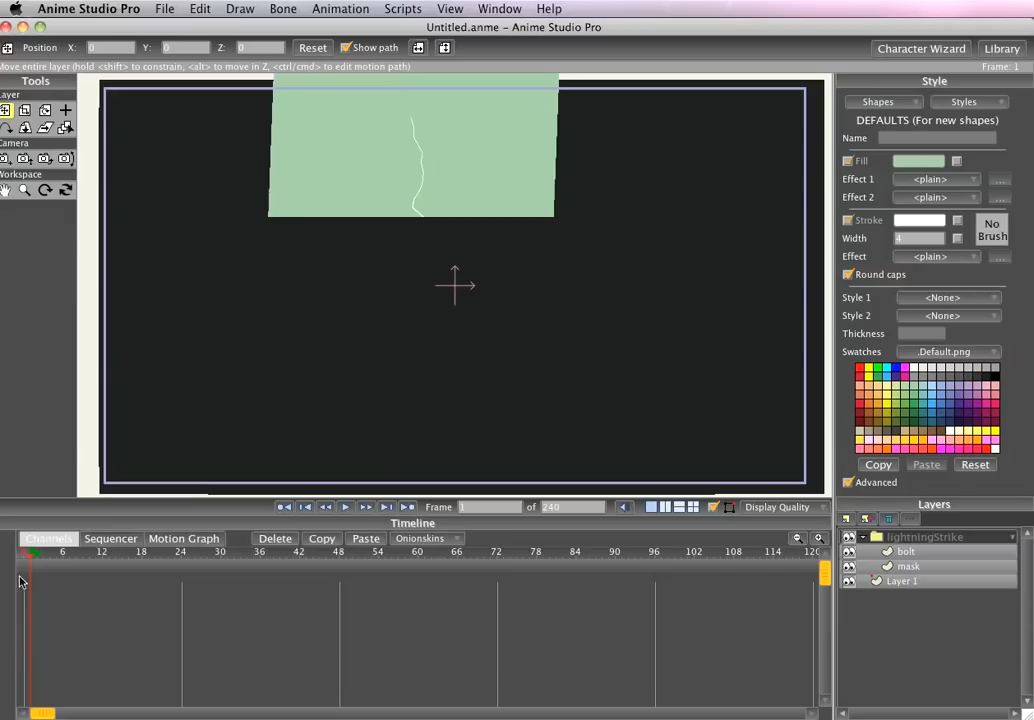 Anime Studio Pro File Edit Draw Bone Animation Scripts View Window Help
Untitled.anme - Anime Studio Pro
Position X: 0 Y: 0 Z: 0 Reset Show path Character Wizard Library
Move entire layer (hold <shift> to constrain, <alt> to move in Z, <ctrl/cmd> to edit motion path) Frame: 1
Tools Style
Layer
Shapes Styles
DEFAULTS (For new shapes)
Name
Camera
Fill
Workspace
Effect 1 <plain> ...
Effect 2 <plain> ...
Stroke No Brush
Width 4
Effect <plain> ...
Round caps
Style 1 <None>
Style 2 <None>
Thickness
Swatches .Default.png
Copy Paste Reset
Advanced
Frame 1 of 240 Display Quality
Layers
Timeline
Channels Sequencer Motion Graph Delete Copy Paste Onionskins
lightningStrike
6 12 18 24 30 36 42 48 54 60 66 72 78 84 90 96 102 108 114 120
bolt
mask
Layer 1